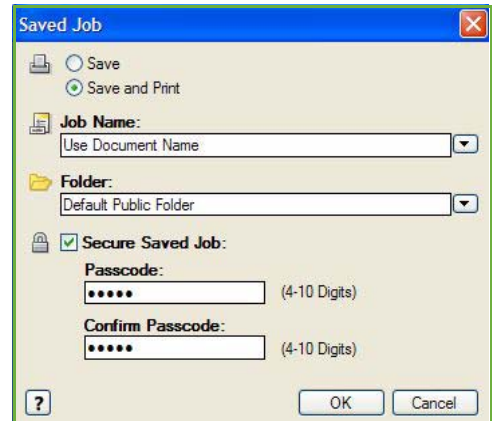 Saved Job
Save
Save and Print
Job Name:
Use Document Name
Folder:
Default Public Folder
Secure Saved Job:
Passcode:
••••• (4-10 Digits)
Confirm Passcode:
••••• (4-10 Digits)
? OK Cancel